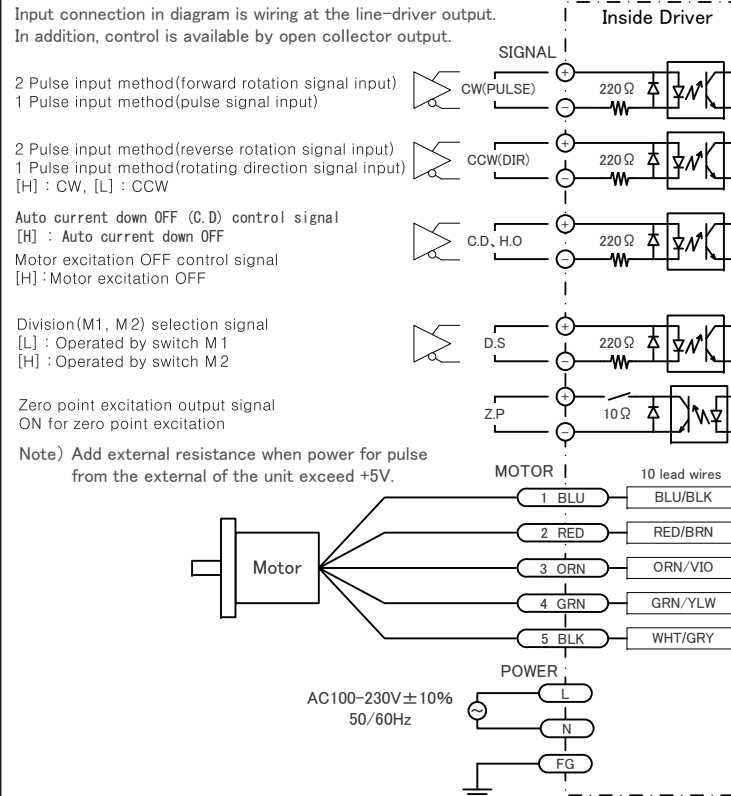 Input connection in diagram is wiring at the line-driver output.
In addition, control is available by open collector output.
Inside Driver
SIGNAL
2 Pulse input method(forward rotation signal input)
1 Pulse input method(pulse signal input)
CW(PULSE)
+
-
220Ω
2 Pulse input method(reverse rotation signal input)
1 Pulse input method(rotating direction signal input)
[H] : CW, [L] : CCW
CCW(DIR)
+
-
220Ω
Auto current down OFF (C.D) control signal
[H] : Auto current down OFF
Motor excitation OFF control signal
[H] : Motor excitation OFF
C.D、H.O
+
-
220Ω
Division(M1, M2) selection signal
[L] : Operated by switch M1
[H] : Operated by switch M2
D.S
+
-
220Ω
Zero point excitation output signal
ON for zero point excitation
Z.P
+
-
10Ω
Note) Add external resistance when power for pulse
from the external of the unit exceed +5V.
MOTOR
10 lead wires
1 BLU
BLU/BLK
2 RED
RED/BRN
Motor
3 ORN
ORN/VIO
4 GRN
GRN/YLW
5 BLK
WHT/GRY
POWER
AC100-230V±10%
50/60Hz
~
L
N
FG